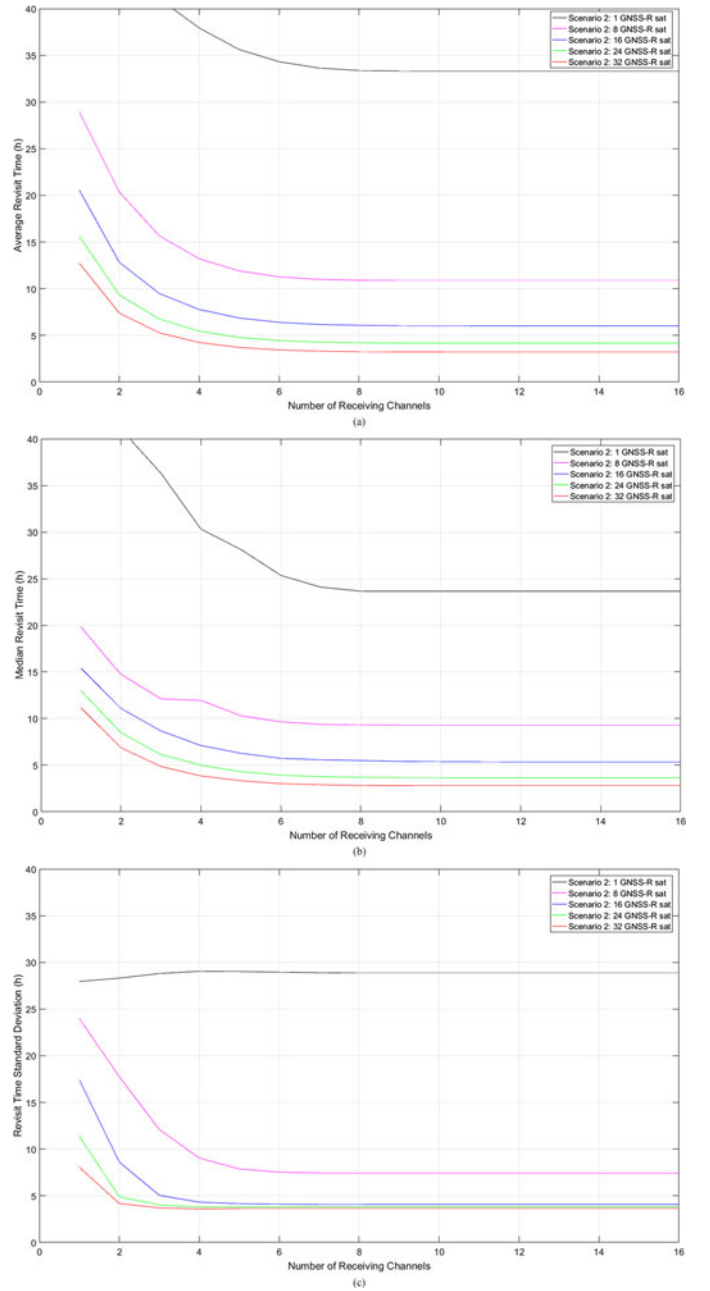 40
35
30
25
20
15
10
5
0
Average Revisit Time (h)
Scenario 2: 1 GNSS-R sat
Scenario 2: 8 GNSS-R sat
Scenario 2: 16 GNSS-R sat
Scenario 2: 24 GNSS-R sat
Scenario 2: 32 GNSS-R sat
0 2 4 6 8 10 12 14 16
Number of Receiving Channels
(a)
40
35
30
25
20
15
10
5
0
Median Revisit Time (h)
Scenario 2: 1 GNSS-R sat
Scenario 2: 8 GNSS-R sat
Scenario 2: 16 GNSS-R sat
Scenario 2: 24 GNSS-R sat
Scenario 2: 32 GNSS-R sat
0 2 4 6 8 10 12 14 16
Number of Receiving Channels
(b)
40
35
30
25
20
15
10
5
0
Revisit Time Standard Deviation (h)
Scenario 2: 1 GNSS-R sat
Scenario 2: 8 GNSS-R sat
Scenario 2: 16 GNSS-R sat
Scenario 2: 24 GNSS-R sat
Scenario 2: 32 GNSS-R sat
0 2 4 6 8 10 12 14 16
Number of Receiving Channels
(c)